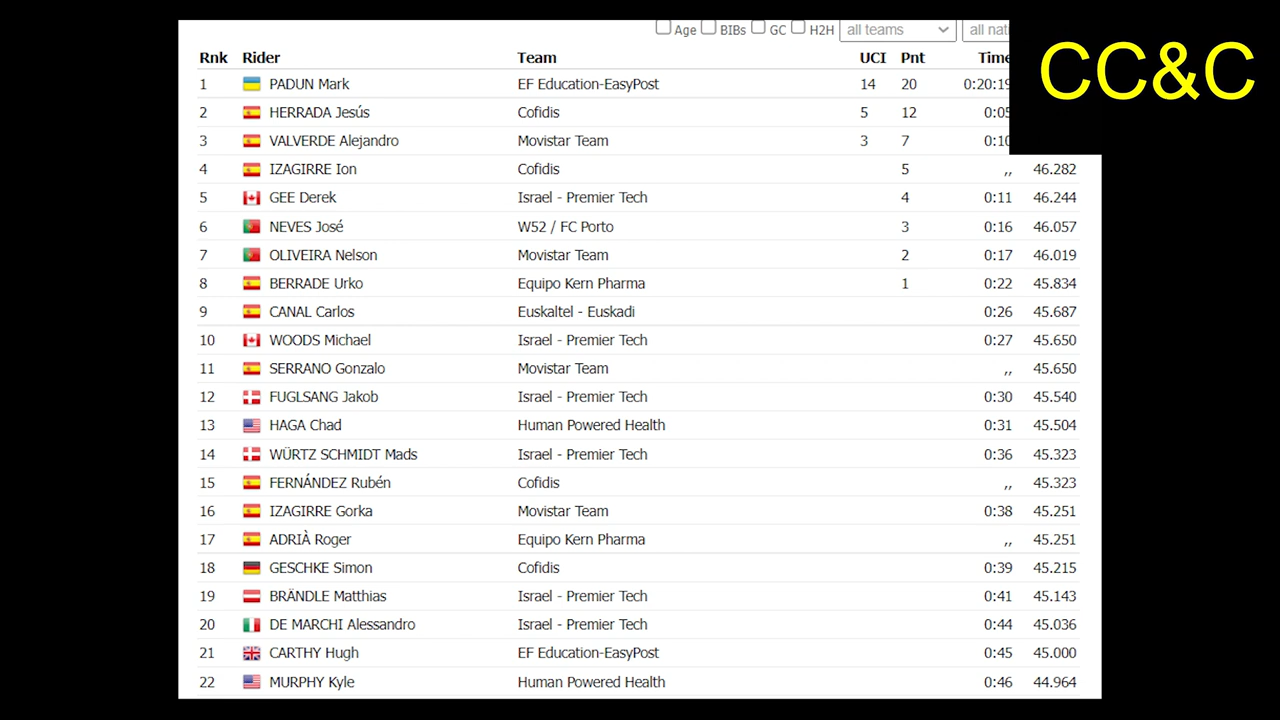 Age BIBs GC H2H all teams all nati
CC&C
Rnk Rider Team UCI Pnt Time
1 PADUN Mark EF Education-EasyPost 14 20 0:20:19
2 HERRADA Jesús Cofidis 5 12 0:05
3 VALVERDE Alejandro Movistar Team 3 7 0:10
4 IZAGIRRE Ion Cofidis 5 ,, 46.282
5 GEE Derek Israel - Premier Tech 4 0:11 46.244
6 NEVES José W52 / FC Porto 3 0:16 46.057
7 OLIVEIRA Nelson Movistar Team 2 0:17 46.019
8 BERRADE Urko Equipo Kern Pharma 1 0:22 45.834
9 CANAL Carlos Euskaltel - Euskadi 0:26 45.687
10 WOODS Michael Israel - Premier Tech 0:27 45.650
11 SERRANO Gonzalo Movistar Team ,, 45.650
12 FUGLSANG Jakob Israel - Premier Tech 0:30 45.540
13 HAGA Chad Human Powered Health 0:31 45.504
14 WÜRTZ SCHMIDT Mads Israel - Premier Tech 0:36 45.323
15 FERNÁNDEZ Rubén Cofidis ,, 45.323
16 IZAGIRRE Gorka Movistar Team 0:38 45.251
17 ADRIÀ Roger Equipo Kern Pharma ,, 45.251
18 GESCHKE Simon Cofidis 0:39 45.215
19 BRÄNDLE Matthias Israel - Premier Tech 0:41 45.143
20 DE MARCHI Alessandro Israel - Premier Tech 0:44 45.036
21 CARTHY Hugh EF Education-EasyPost 0:45 45.000
22 MURPHY Kyle Human Powered Health 0:46 44.964